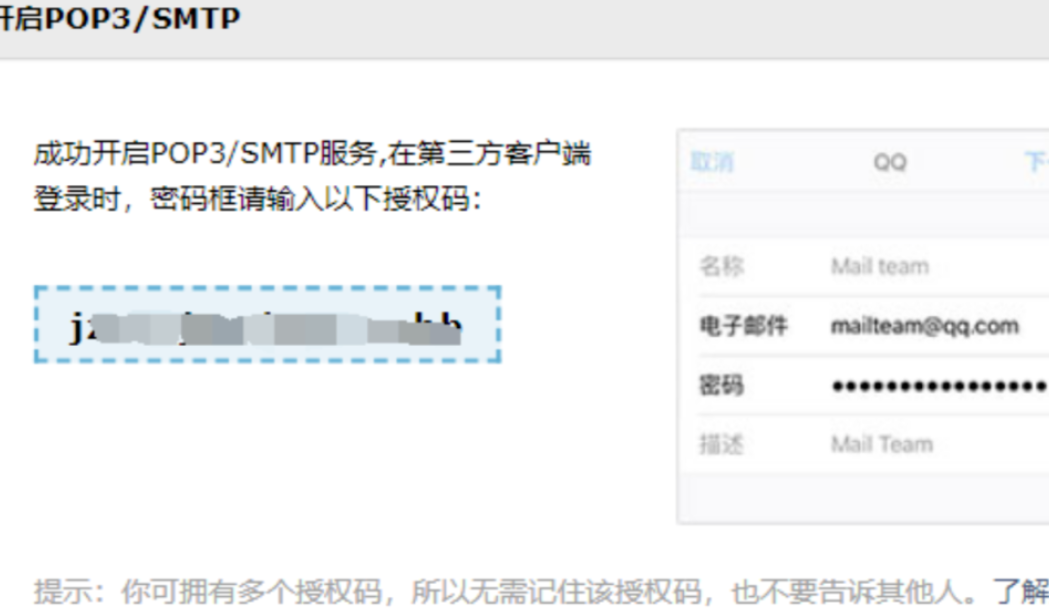 开启POP3/SMTP
成功开启POP3/SMTP服务,在第三方客户端
登录时，密码框请输入以下授权码：
取消 QQ
名称 Mail team
电子邮件 mailteam@qq.com
密码 ••••••••••••••••
描述 Mail Team
提示：你可拥有多个授权码，所以无需记住该授权码，也不要告诉其他人。了解